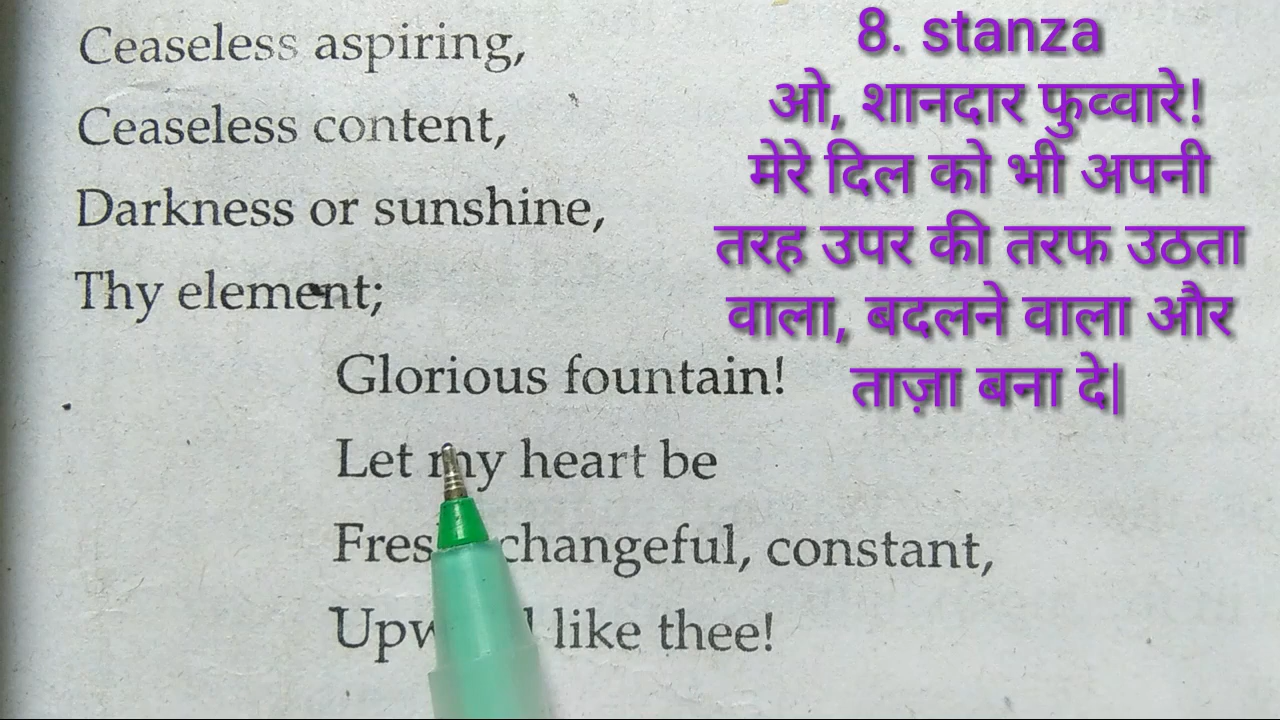 Ceaseless aspiring,
Ceaseless content,
Darkness or sunshine,
Thy element;
Glorious fountain!
Let my heart be
changeful, constant,
like thee!
8. stanza
ओ, शानदार फुव्वारे!
मेरे दिल को भी अपनी
तरह उपर की तरफ उठता
वाला, बदलने वाला और
ताज़ा बना दे|